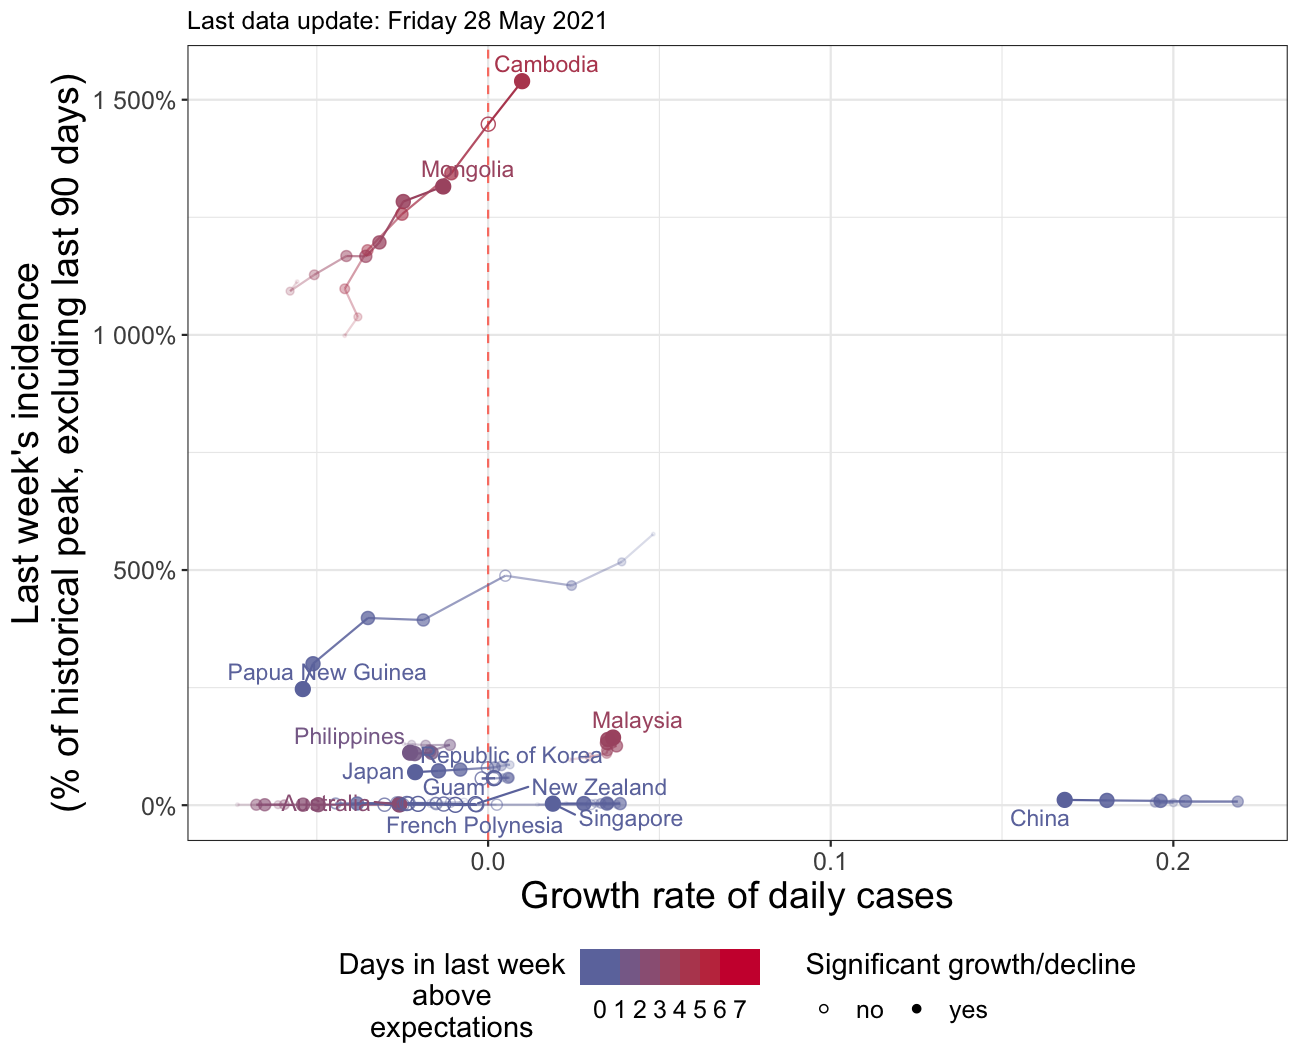 Last data update: Friday 28 May 2021
Last week's incidence
(% of historical peak, excluding last 90 days)
1 500%
1 000%
500%
0%
Cambodia
Mongolia
Papua New Guinea
Malaysia
Philippines
Republic of Korea
Japan
Guam
New Zealand
Australia
French Polynesia
Singapore
China
0.0
0.1
0.2
Growth rate of daily cases
Days in last week
above
expectations
0 1 2 3 4 5 6 7
Significant growth/decline
no
yes